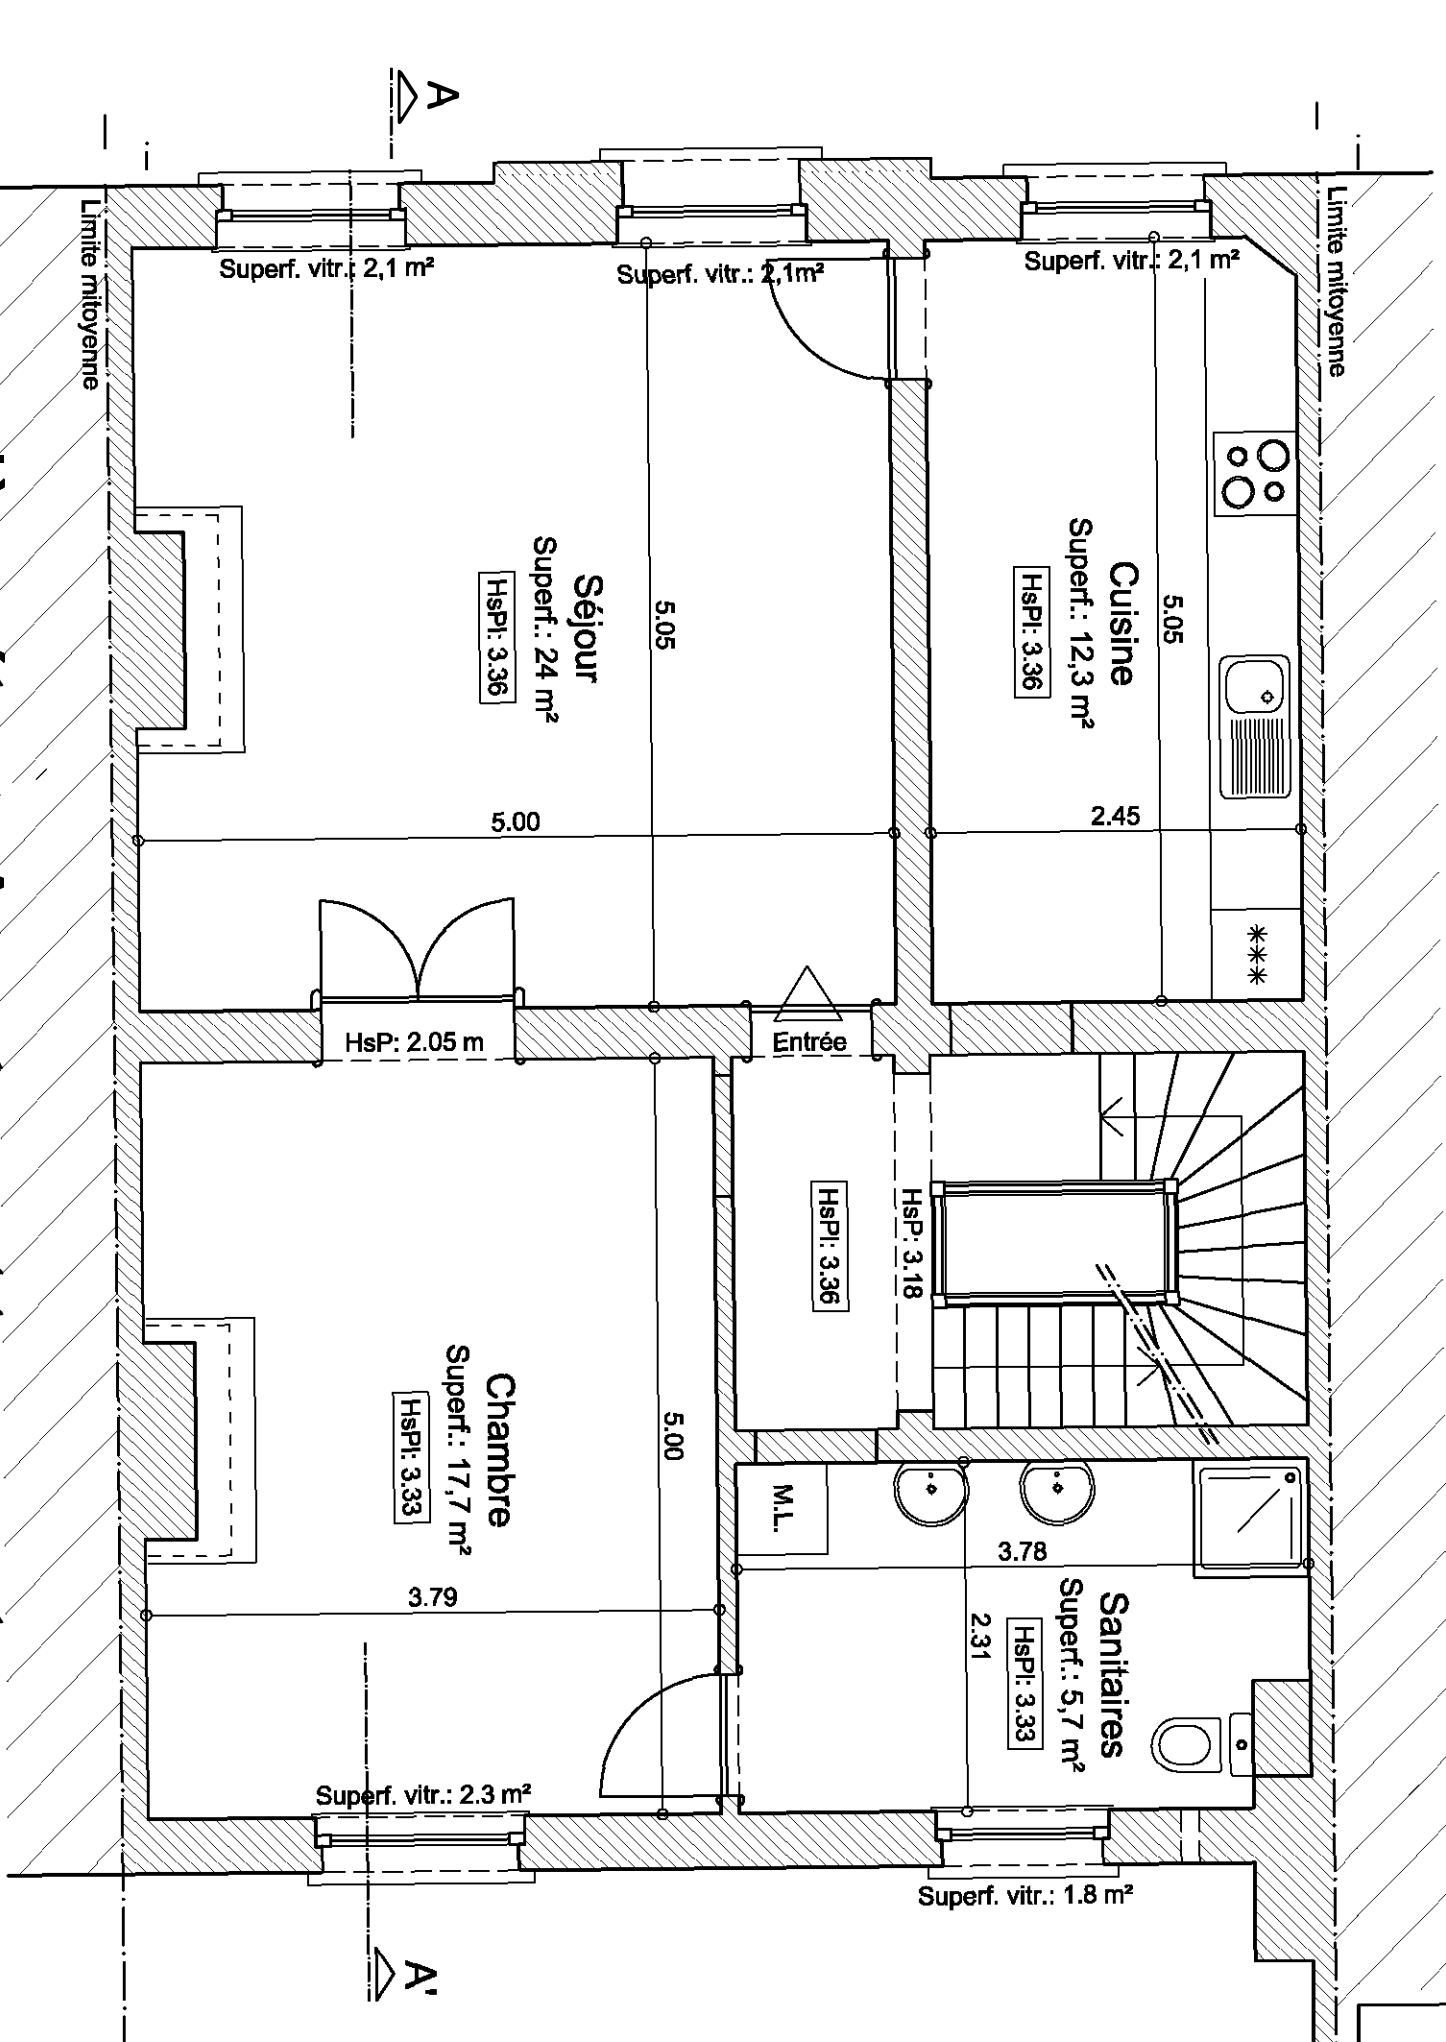 A
Limite mitoyenne
Limite mitoyenne
Superf. vitr.: 2,1 m²
Superf. vitr.: 2,1m²
Superf. vitr.: 2,1 m²
Séjour
Superf.: 24 m²
HsPl: 3.36
5.05
5.00
Cuisine
Superf.: 12,3 m²
HsPl: 3.36
5.05
2.45
HsP: 2.05 m
Entrée
HsPl: 3.36
HsP: 3.18
Chambre
Superf.: 17,7 m²
HsPl: 3.33
5.00
3.79
M.L.
3.78
Sanitaires
Superf.: 5,7 m²
HsPl: 3.33
2.31
Superf. vitr.: 2.3 m²
Superf. vitr.: 1.8 m²
A'